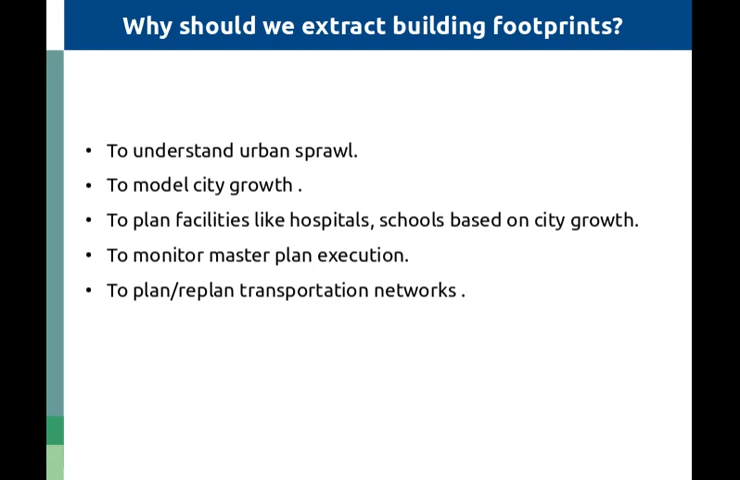 Why should we extract building footprints?
• To understand urban sprawl.
• To model city growth .
• To plan facilities like hospitals, schools based on city growth.
• To monitor master plan execution.
• To plan/replan transportation networks .